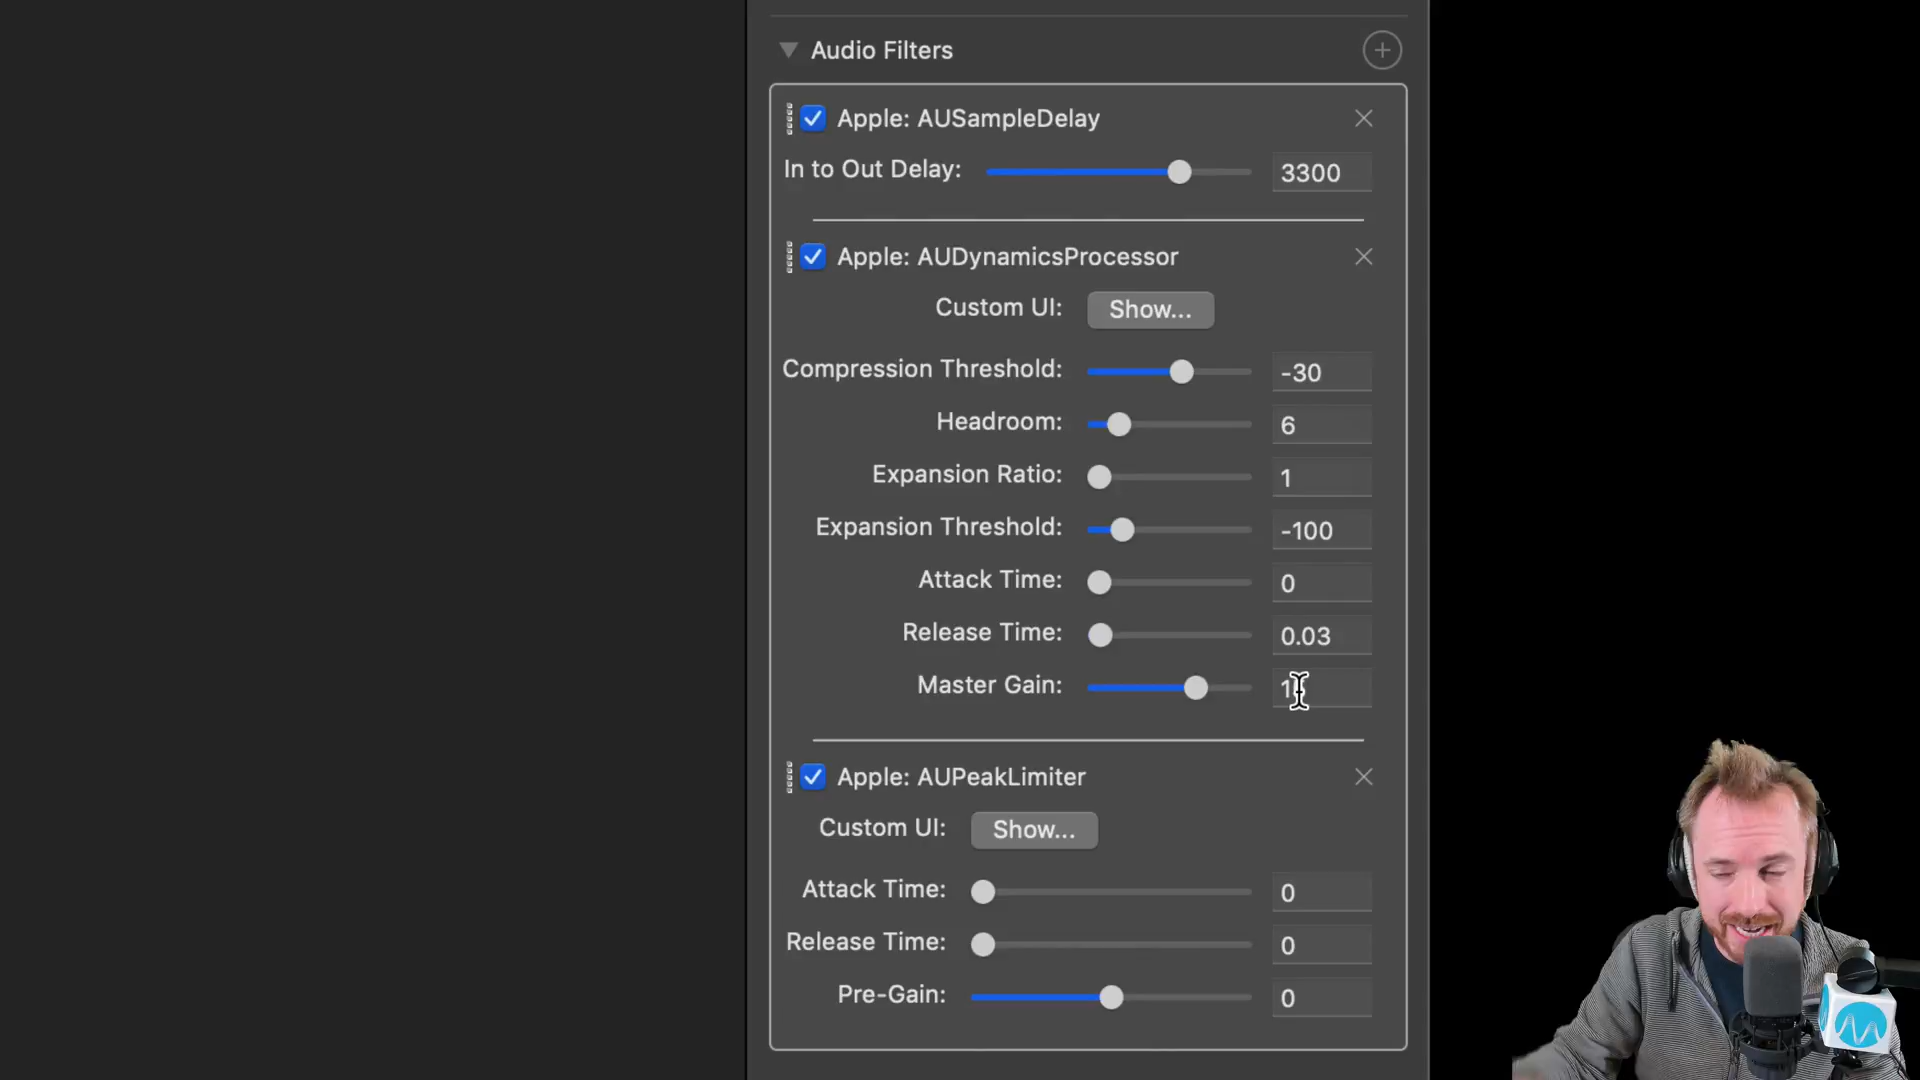 Audio Filters
Apple: AUSampleDelay
In to Out Delay: 3300
Apple: AUDynamicsProcessor
Custom UI: Show...
Compression Threshold: -30
Headroom: 6
Expansion Ratio: 1
Expansion Threshold: -100
Attack Time: 0
Release Time: 0.03
Master Gain:
Apple: AUPeakLimiter
Custom UI: Show...
Attack Time: 0
Release Time: 0
Pre-Gain: 0